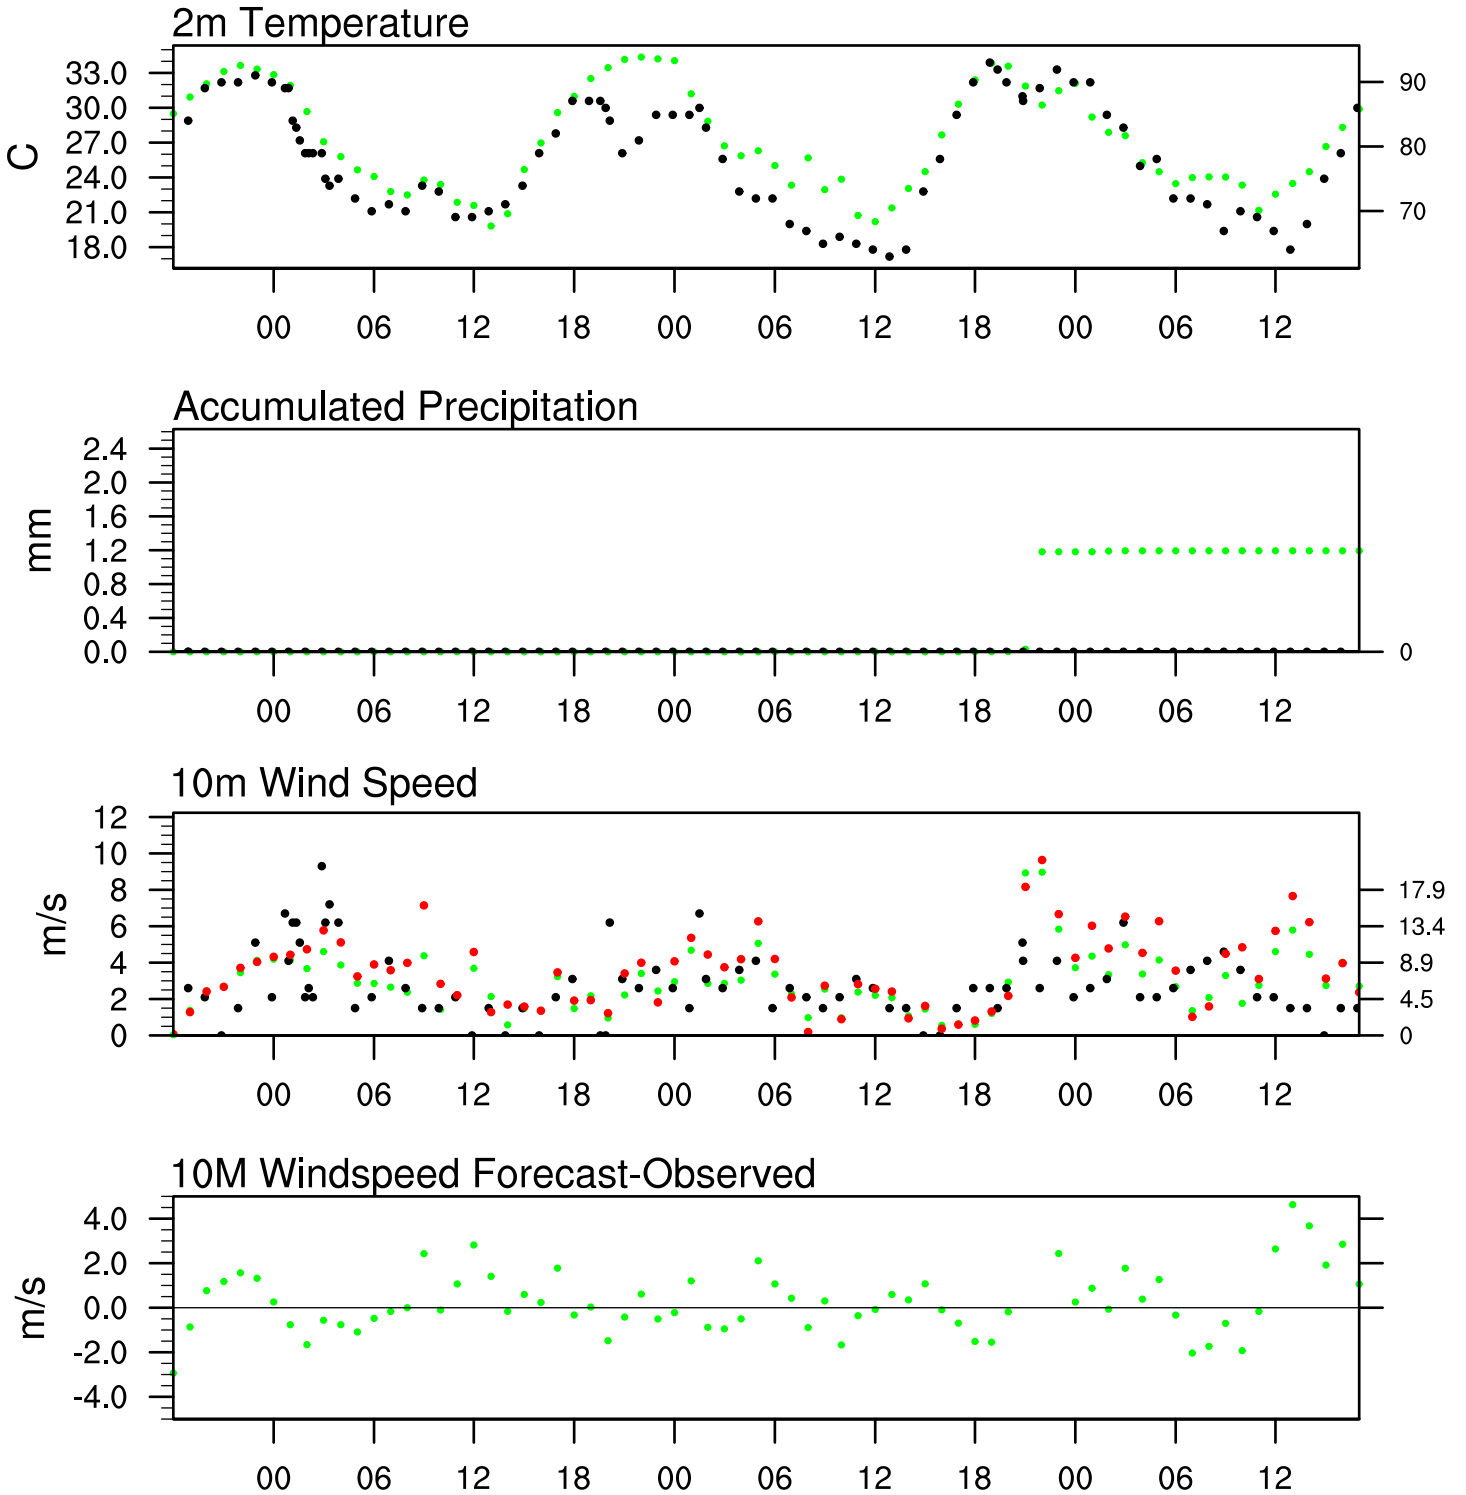 2m Temperature
C
33.0
30.0
27.0
24.0
21.0
18.0
90
80
70
00 06 12 18 00 06 12 18 00 06 12
Accumulated Precipitation
mm
2.4
2.0
1.6
1.2
0.8
0.4
0.0
0
00 06 12 18 00 06 12 18 00 06 12
10m Wind Speed
m/s
12
10
8
6
4
2
0
17.9
13.4
8.9
4.5
0
00 06 12 18 00 06 12 18 00 06 12
10M Windspeed Forecast-Observed
m/s
4.0
2.0
0.0
-2.0
-4.0
00 06 12 18 00 06 12 18 00 06 12